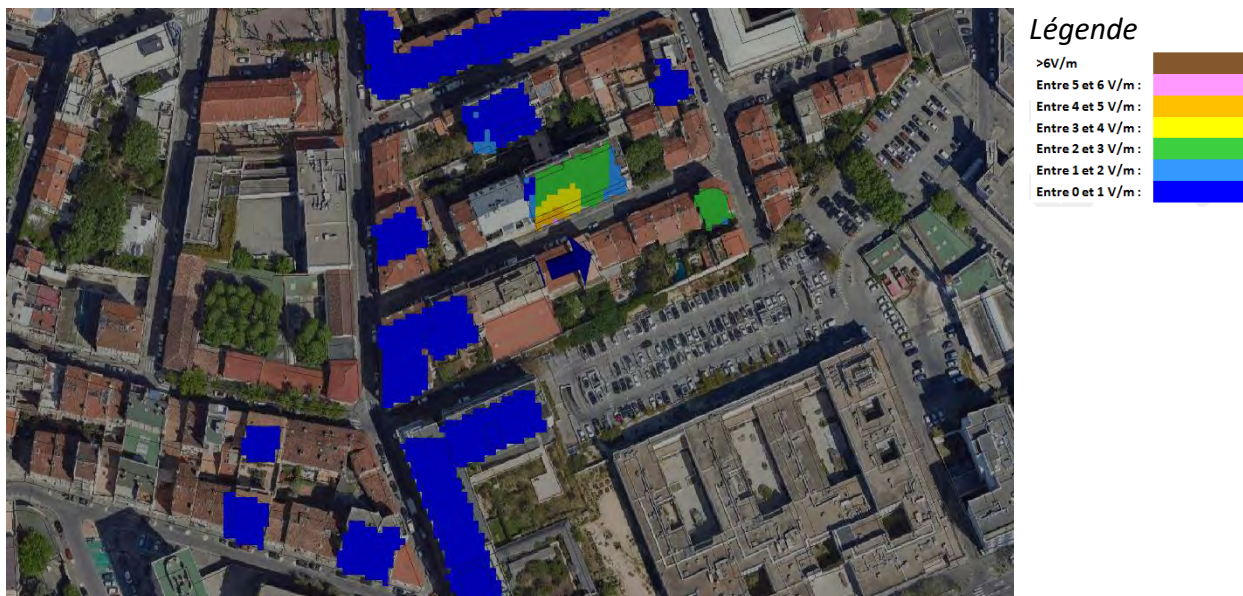 Légende
>6V/m
Entre 5 et 6 V/m :
Entre 4 et 5 V/m :
Entre 3 et 4 V/m :
Entre 2 et 3 V/m :
Entre 1 et 2 V/m :
Entre 0 et 1 V/m :